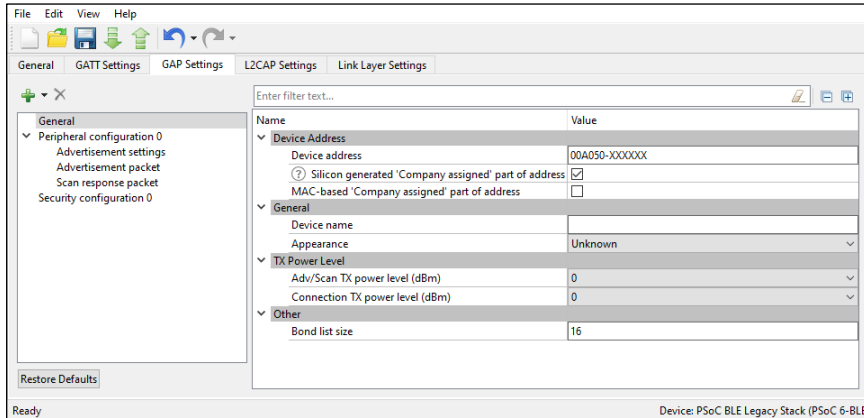 File Edit View Help
General GATT Settings GAP Settings L2CAP Settings Link Layer Settings
Enter filter text...
General
Peripheral configuration 0
Advertisement settings
Advertisement packet
Scan response packet
Security configuration 0
Restore Defaults
Name Value
Device Address
Device address 00A050-XXXXXX
? Silicon generated 'Company assigned' part of address
MAC-based 'Company assigned' part of address
General
Device name
Appearance Unknown
TX Power Level
Adv/Scan TX power level (dBm) 0
Connection TX power level (dBm) 0
Other
Bond list size 16
Ready Device: PSoC BLE Legacy Stack (PSoC 6-BLE